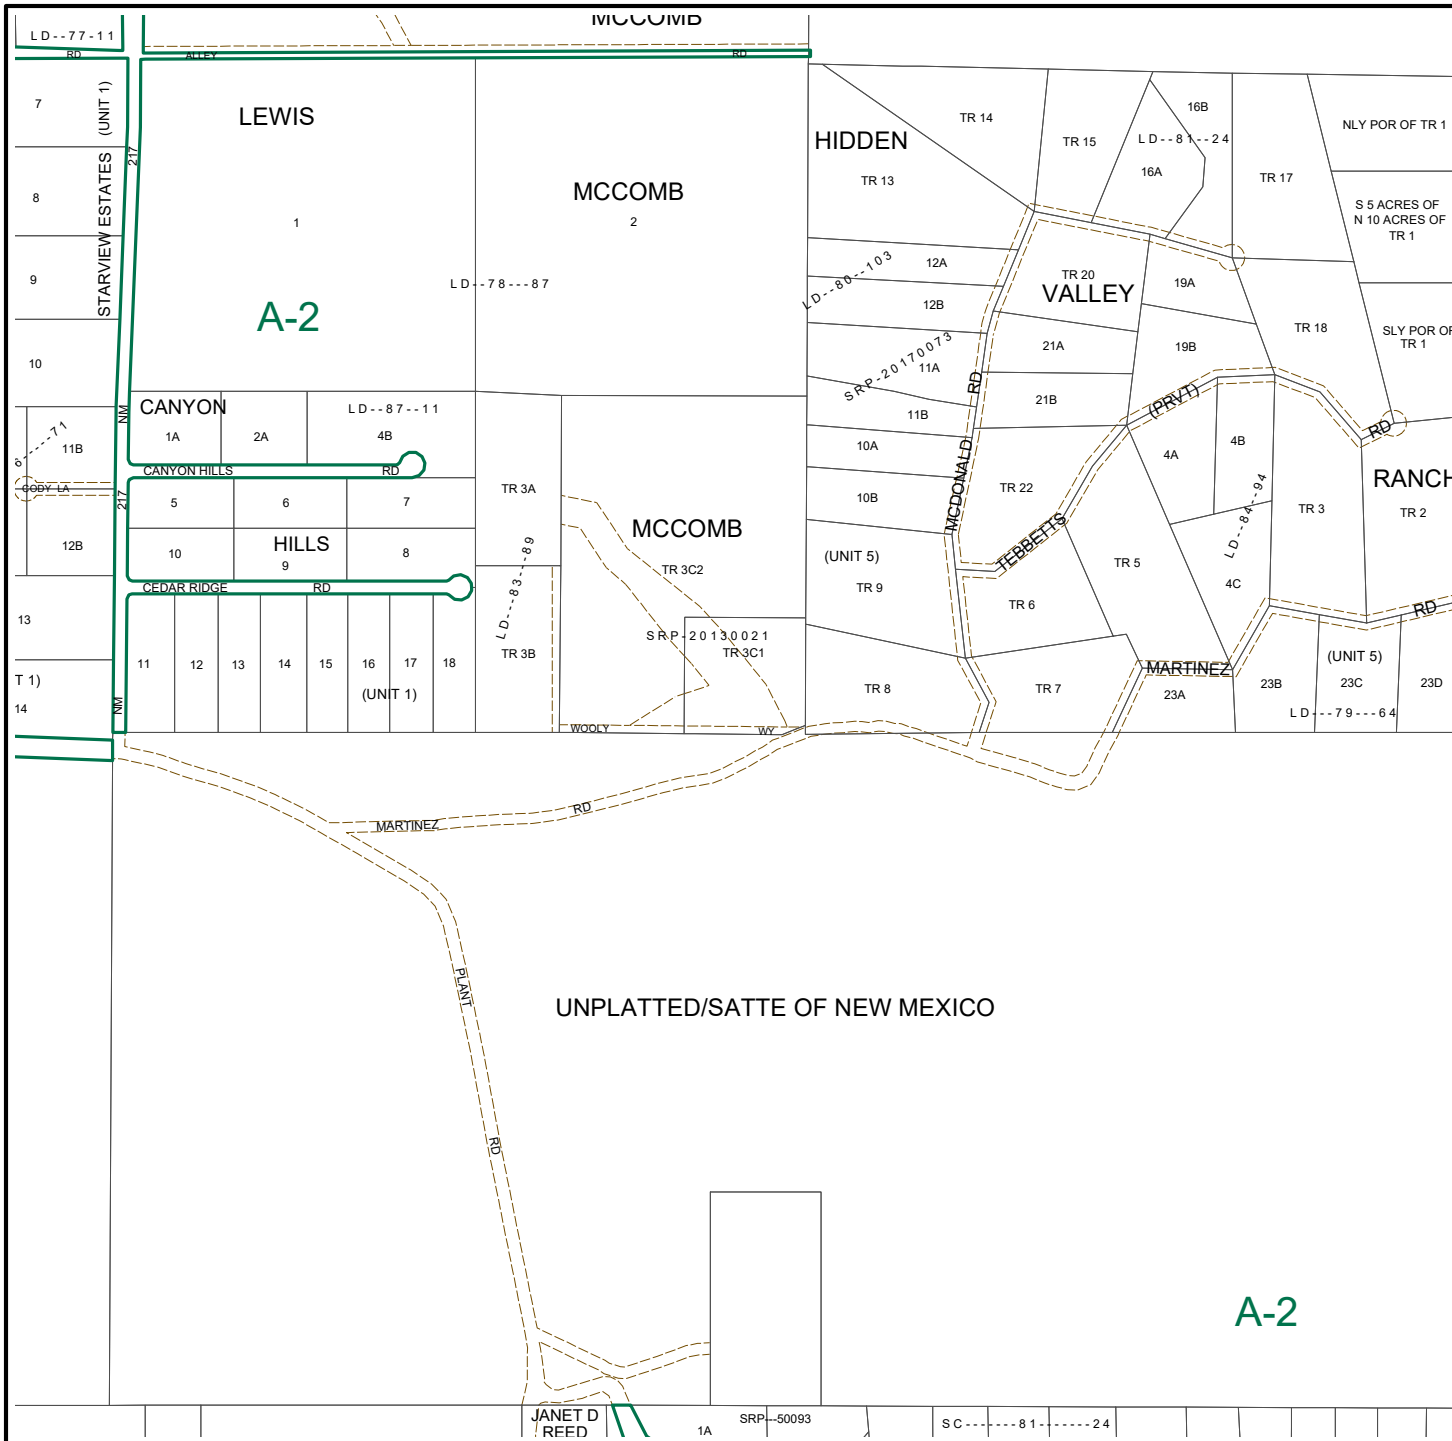 MCCOMB
LD--77-11
RD
ALLEY
RD
7
STARVIEW ESTATES (UNIT 1)
217
LEWIS
HIDDEN
TR 14
TR 15
16B
LD--81--24
16A
NLY POR OF TR 1
TR 13
TR 17
MCCOMB
2
1
8
S 5 ACRES OF
N 10 ACRES OF
TR 1
9
LD--78---87
A-2
LD--80--103
12A
12B
TR 20
VALLEY
19A
19B
TR 18
SLY POR OF
TR 1
10
SRP-20170073
11A
11B
21A
21B
RD
NM
CANYON
LD--87--11
1A
2A
4B
(PRVT)
RD
6-----71
11B
CANYON HILLS
RD
10A
10B
MCDONALD
4A
4B
RANCH
CODY LA
217
5
6
7
TR 3A
TR 22
TR 3
TR 2
12B
10
HILLS
9
8
MCCOMB
TR 3C2
LD---83---89
(UNIT 5)
TR 9
TEBBETTS
TR 5
LD---84--94
4C
CEDAR RIDGE
RD
TR 6
RD
13
11
12
13
14
15
16
17
18
(UNIT 1)
TR 3B
SRP-20130021
TR 3C1
MARTINEZ
(UNIT 5)
T 1)
14
NM
TR 8
TR 7
23A
23B
23C
23D
LD---79---64
WOOLY
WY
MARTINEZ
RD
PLANT
UNPLATTED/SATTE OF NEW MEXICO
RD
A-2
JANET D
REED
1A
SRP---50093
SC-------81-------24